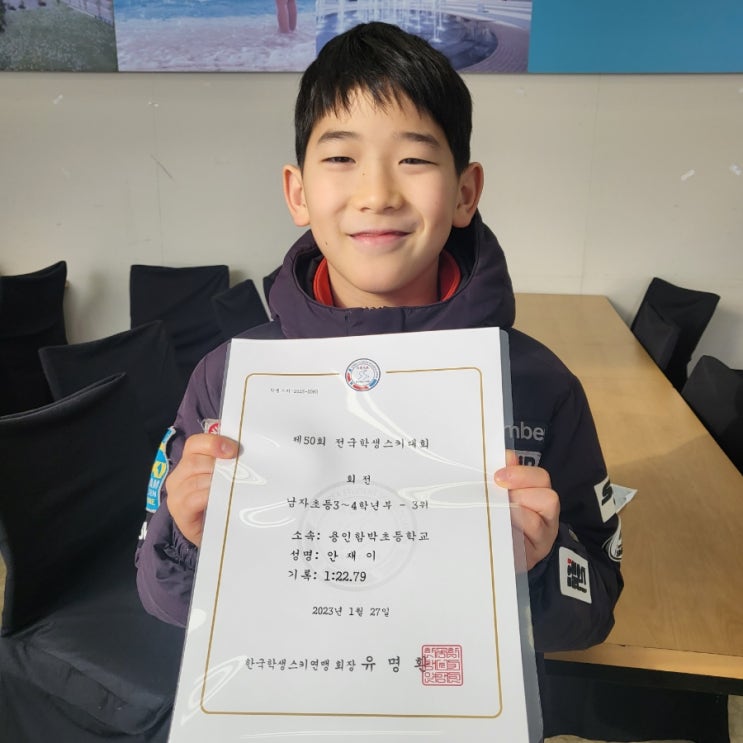 제50회 전국학생스키대회
회전
남자초등3~4학년부 - 3위
소속: 용인함박초등학교
성명: 안 재 이
기록: 1:22.79
2023년 1월 27일
한국학생스키연맹 회장 유 명 환